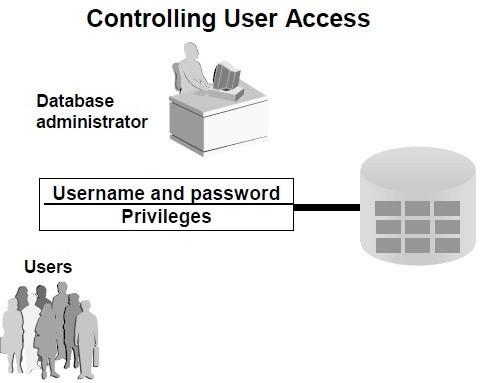 Controlling User Access
Database
administrator
Username and password
Privileges
Users